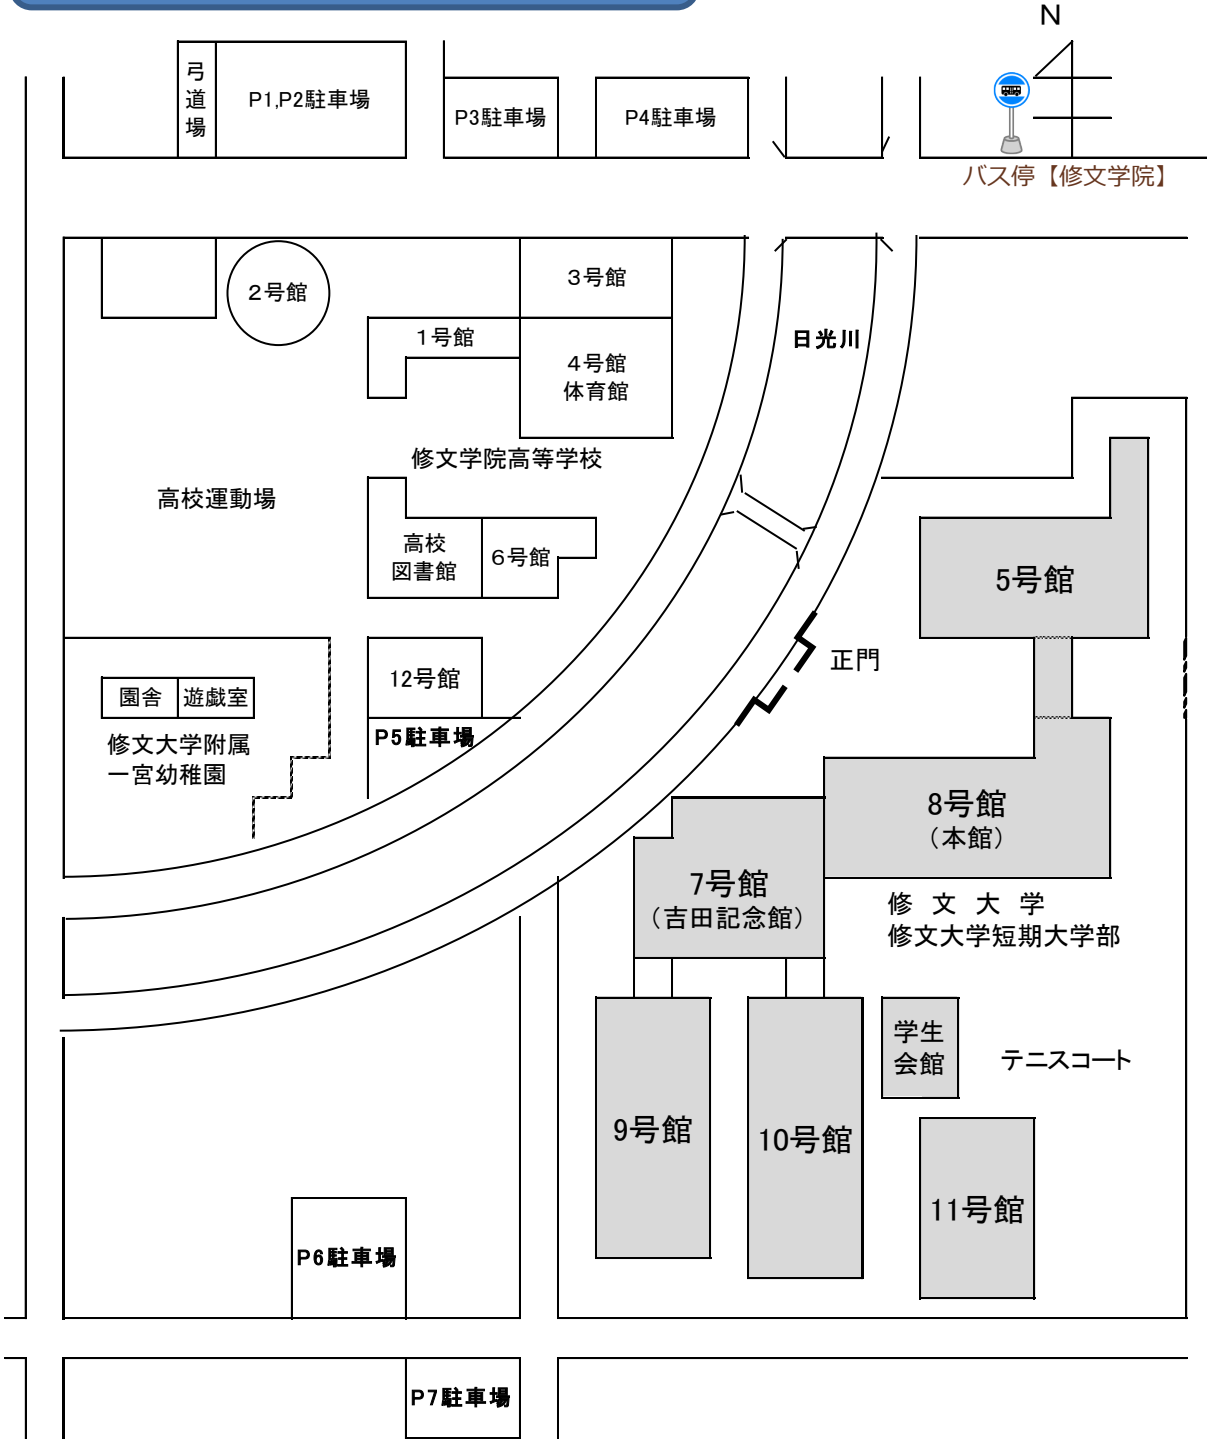 N
弓道場
P1,P2駐車場
P3駐車場
P4駐車場
バス停【修文学院】
2号館
3号館
1号館
4号館
体育館
日光川
修文学院高等学校
高校運動場
高校
図書館
6号館
5号館
12号館
正門
園舎
遊戯室
P5駐車場
修文大学附属
一宮幼稚園
8号館
（本館）
7号館
（吉田記念館）
修　文　大　学
修文大学短期大学部
学生
会館
テニスコート
9号館
10号館
11号館
P6駐車場
P7駐車場